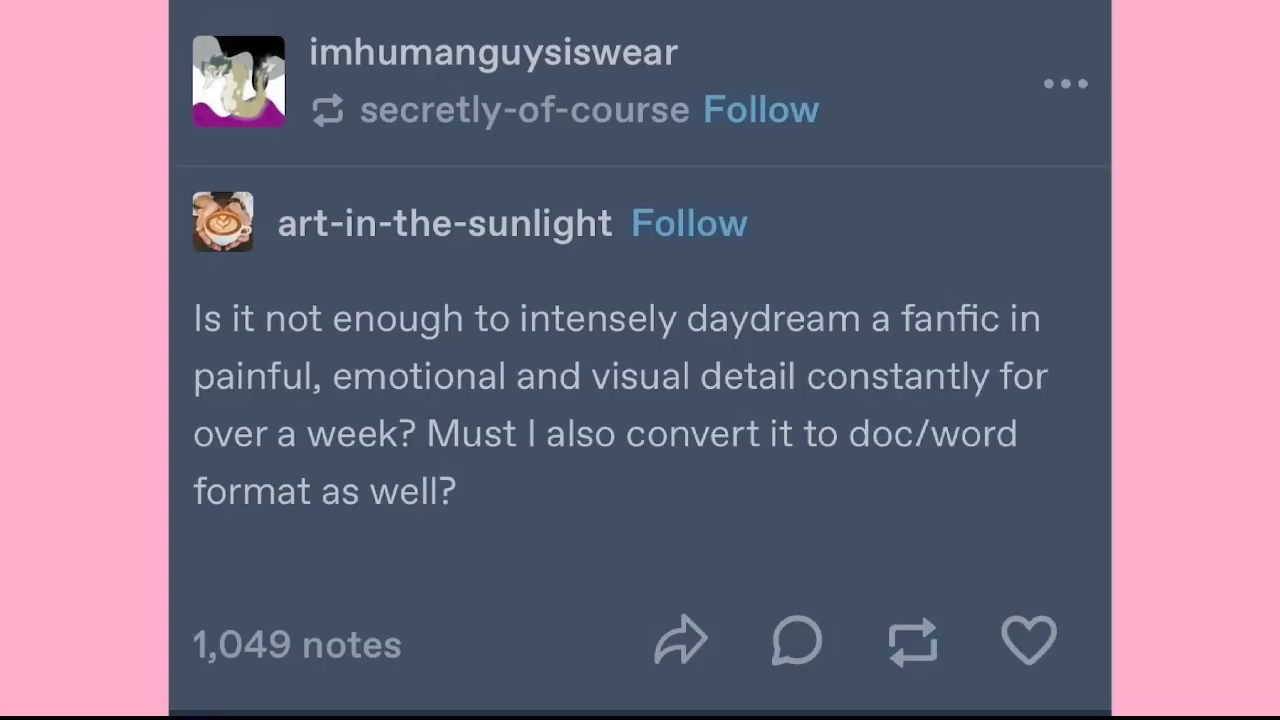 imhumanguysiswear
secretly-of-course Follow
art-in-the-sunlight Follow
Is it not enough to intensely daydream a fanfic in
painful, emotional and visual detail constantly for
over a week? Must I also convert it to doc/word
format as well?
1,049 notes